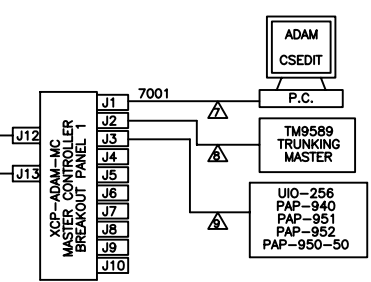 ADAM
CSEDIT
P.C.
7001
7
J12
J13
XCP-ADAM-MC
MASTER CONTROLLER
BREAKOUT PANEL 1
J1
J2
J3
J4
J5
J6
J7
J8
J9
J10
8
TM9589
TRUNKING
MASTER
9
UIO-256
PAP-940
PAP-951
PAP-952
PAP-950-50